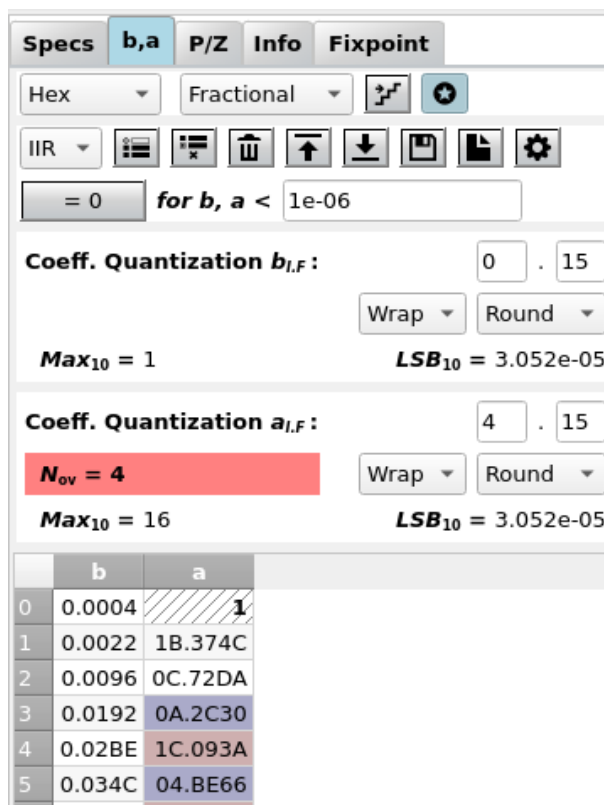 Specs b,a P/Z Info Fixpoint
Hex Fractional
IIR
= 0 for b, a < 1e-06
Coeff. Quantization b_I.F : 0 . 15
Wrap Round
Max₁₀ = 1 LSB₁₀ = 3.052e-05
Coeff. Quantization a_I.F : 4 . 15
N_ov = 4 Wrap Round
Max₁₀ = 16 LSB₁₀ = 3.052e-05
b a
0 0.0004 1
1 0.0022 1B.374C
2 0.0096 0C.72DA
3 0.0192 0A.2C30
4 0.02BE 1C.093A
5 0.034C 04.BE66